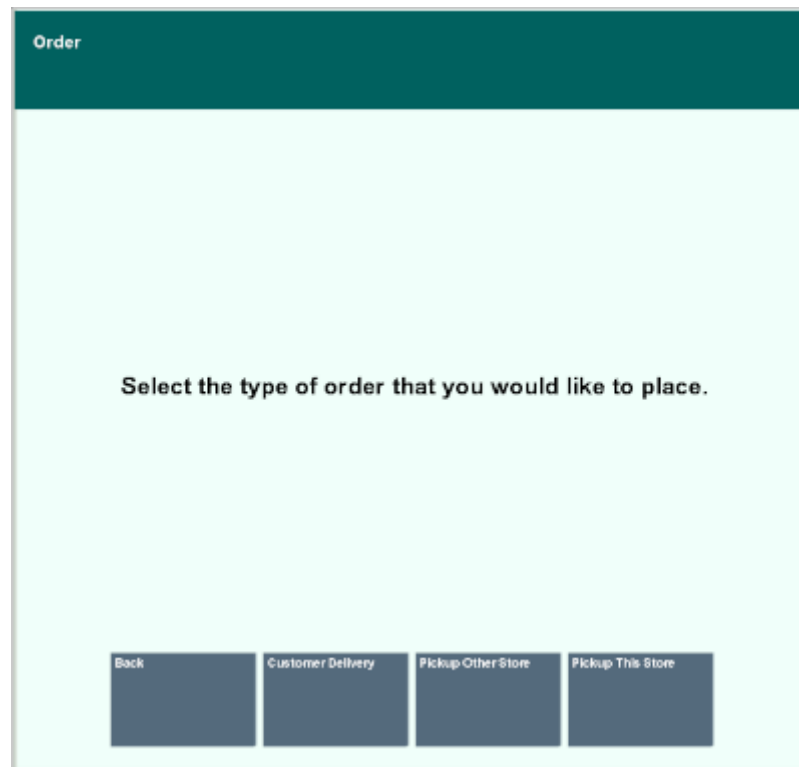 Order
Select the type of order that you would like to place.
Back
Customer Delivery
Pickup Other Store
Pickup This Store